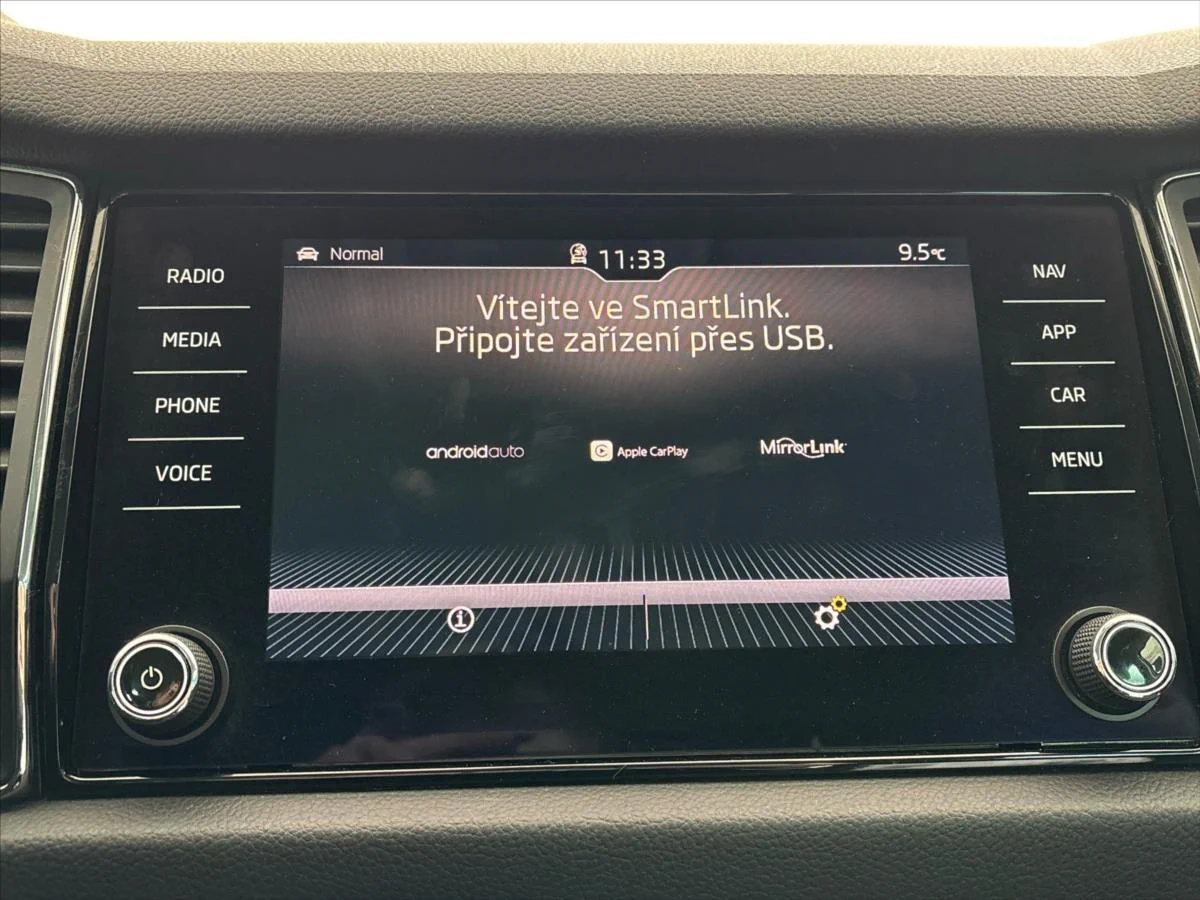 Normal
11:33
9.5°C
Vítejte ve SmartLink.
Připojte zařízení přes USB.
androidauto
Apple CarPlay
MirrorLink
RADIO
MEDIA
PHONE
VOICE
NAV
APP
CAR
MENU